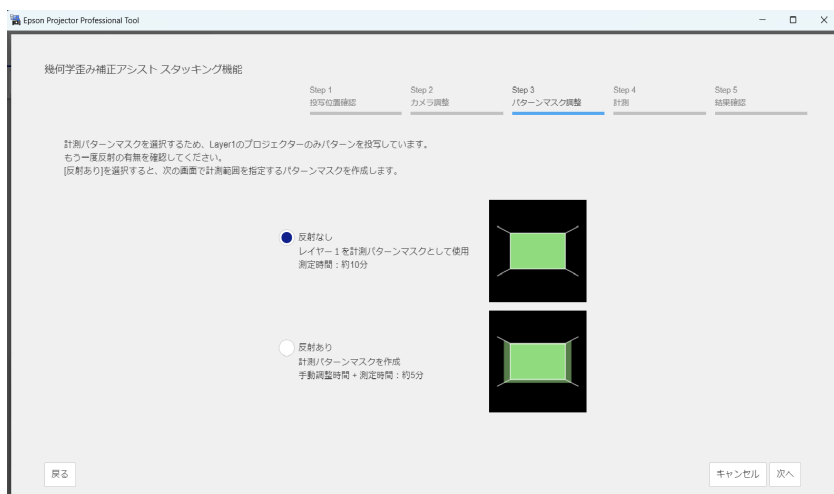 Epson Projector Professional Tool
幾何学歪み補正アシスト スタッキング機能
Step 1
投写位置確認
Step 2
カメラ調整
Step 3
パターンマスク調整
Step 4
計測
Step 5
結果確認
計測パターンマスクを選択するため、Layer1のプロジェクターのみパターンを投写しています。
もう一度反射の有無を確認してください。
[反射あり]を選択すると、次の画面で計測範囲を指定するパターンマスクを作成します。
反射なし
レイヤー１を計測パターンマスクとして使用
測定時間：約10分
反射あり
計測パターンマスクを作成
手動調整時間 + 測定時間：約5分
戻る
キャンセル
次へ